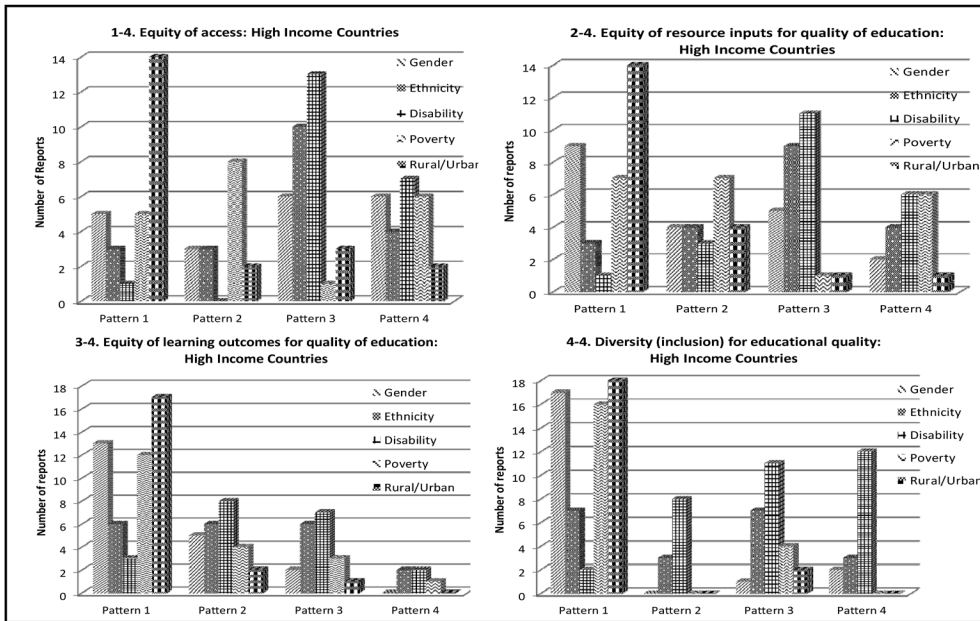 1-4. Equity of access: High Income Countries
14
12
10
8
6
4
2
0
Number of Reports
Gender
Ethnicity
Disability
Poverty
Rural/Urban
Pattern 1 Pattern 2 Pattern 3 Pattern 4
2-4. Equity of resource inputs for quality of education:
High Income Countries
14
12
10
8
6
4
2
0
Nmber of reports
Gender
Ethnicity
Disability
Poverty
Rural/Urban
Pattern 1 Pattern 2 Pattern 3 Pattern 4
3-4. Equity of learning outcomes for quality of education:
High Income Countries
18
16
14
12
10
8
6
4
2
0
Number of reports
Gender
Ethnicity
Disability
Poverty
Rural/Urban
Pattern 1 Pattern 2 Pattern 3 Pattern 4
4-4. Diversity (inclusion) for educational quality:
High Income Countries
18
16
14
12
10
8
6
4
2
0
Number of reports
Gender
Ethnicity
Disability
Poverty
Rural/Urban
Pattern 1 Pattern 2 Pattern 3 Pattern 4